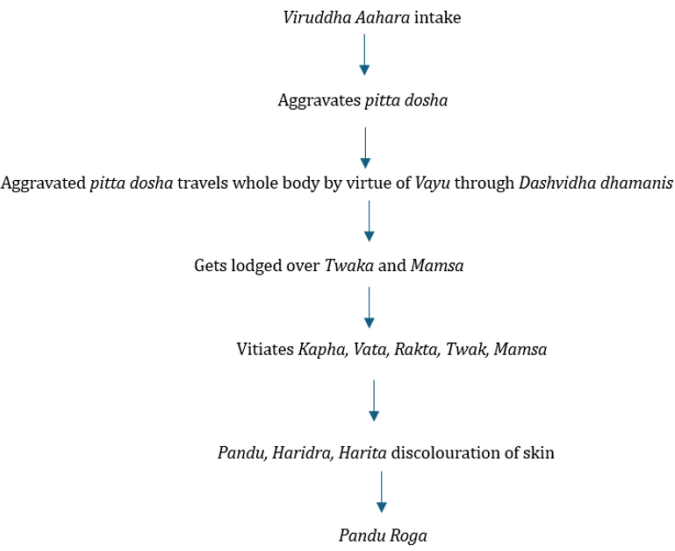 Viruddha Aahara intake
Aggravates pitta dosha
Aggravated pitta dosha travels whole body by virtue of Vayu through Dashvidha dhamanis
Gets lodged over Twaka and Mamsa
Vitiates Kapha, Vata, Rakta, Twak, Mamsa
Pandu, Haridra, Harita discolouration of skin
Pandu Roga